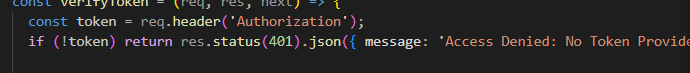 const verifyToken = (req, res, next) => {
const token = req.header('Authorization');
if (!token) return res.status(401).json({ message: 'Access Denied: No Token Provide